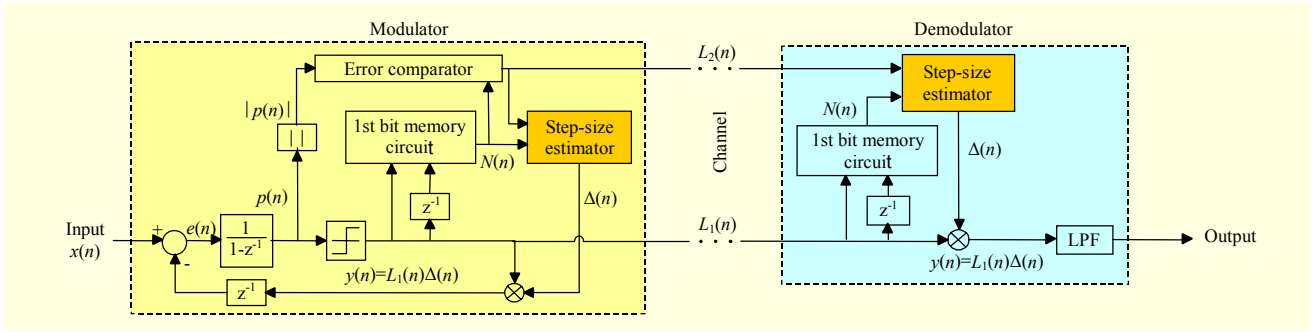 Modulator
Demodulator
Error comparator
L₂(n)
Step-size
estimator
|p(n)|
| |
1st bit memory
circuit
N(n)
Step-size
estimator
Channel
N(n)
1st bit memory
circuit
Δ(n)
p(n)
z⁻¹
Δ(n)
z⁻¹
Input
x(n)
+
-
e(n)
1
1-z⁻¹
L₁(n)
LPF
Output
y(n)=L₁(n)Δ(n)
y(n)=L₁(n)Δ(n)
z⁻¹